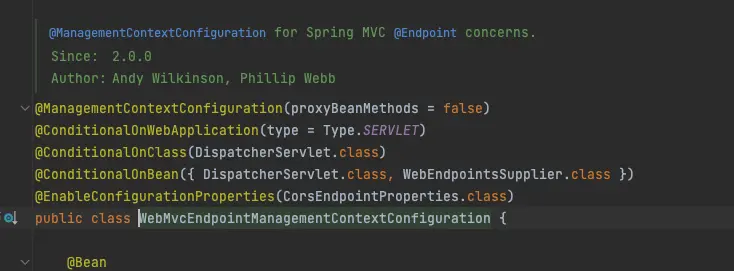 @ManagementContextConfiguration for Spring MVC @Endpoint concerns.
Since: 2.0.0
Author: Andy Wilkinson, Phillip Webb
@ManagementContextConfiguration(proxyBeanMethods = false)
@ConditionalOnWebApplication(type = Type.SERVLET)
@ConditionalOnClass(DispatcherServlet.class)
@ConditionalOnBean({ DispatcherServlet.class, WebEndpointsSupplier.class })
@EnableConfigurationProperties(CorsEndpointProperties.class)
public class WebMvcEndpointManagementContextConfiguration {
@Bean